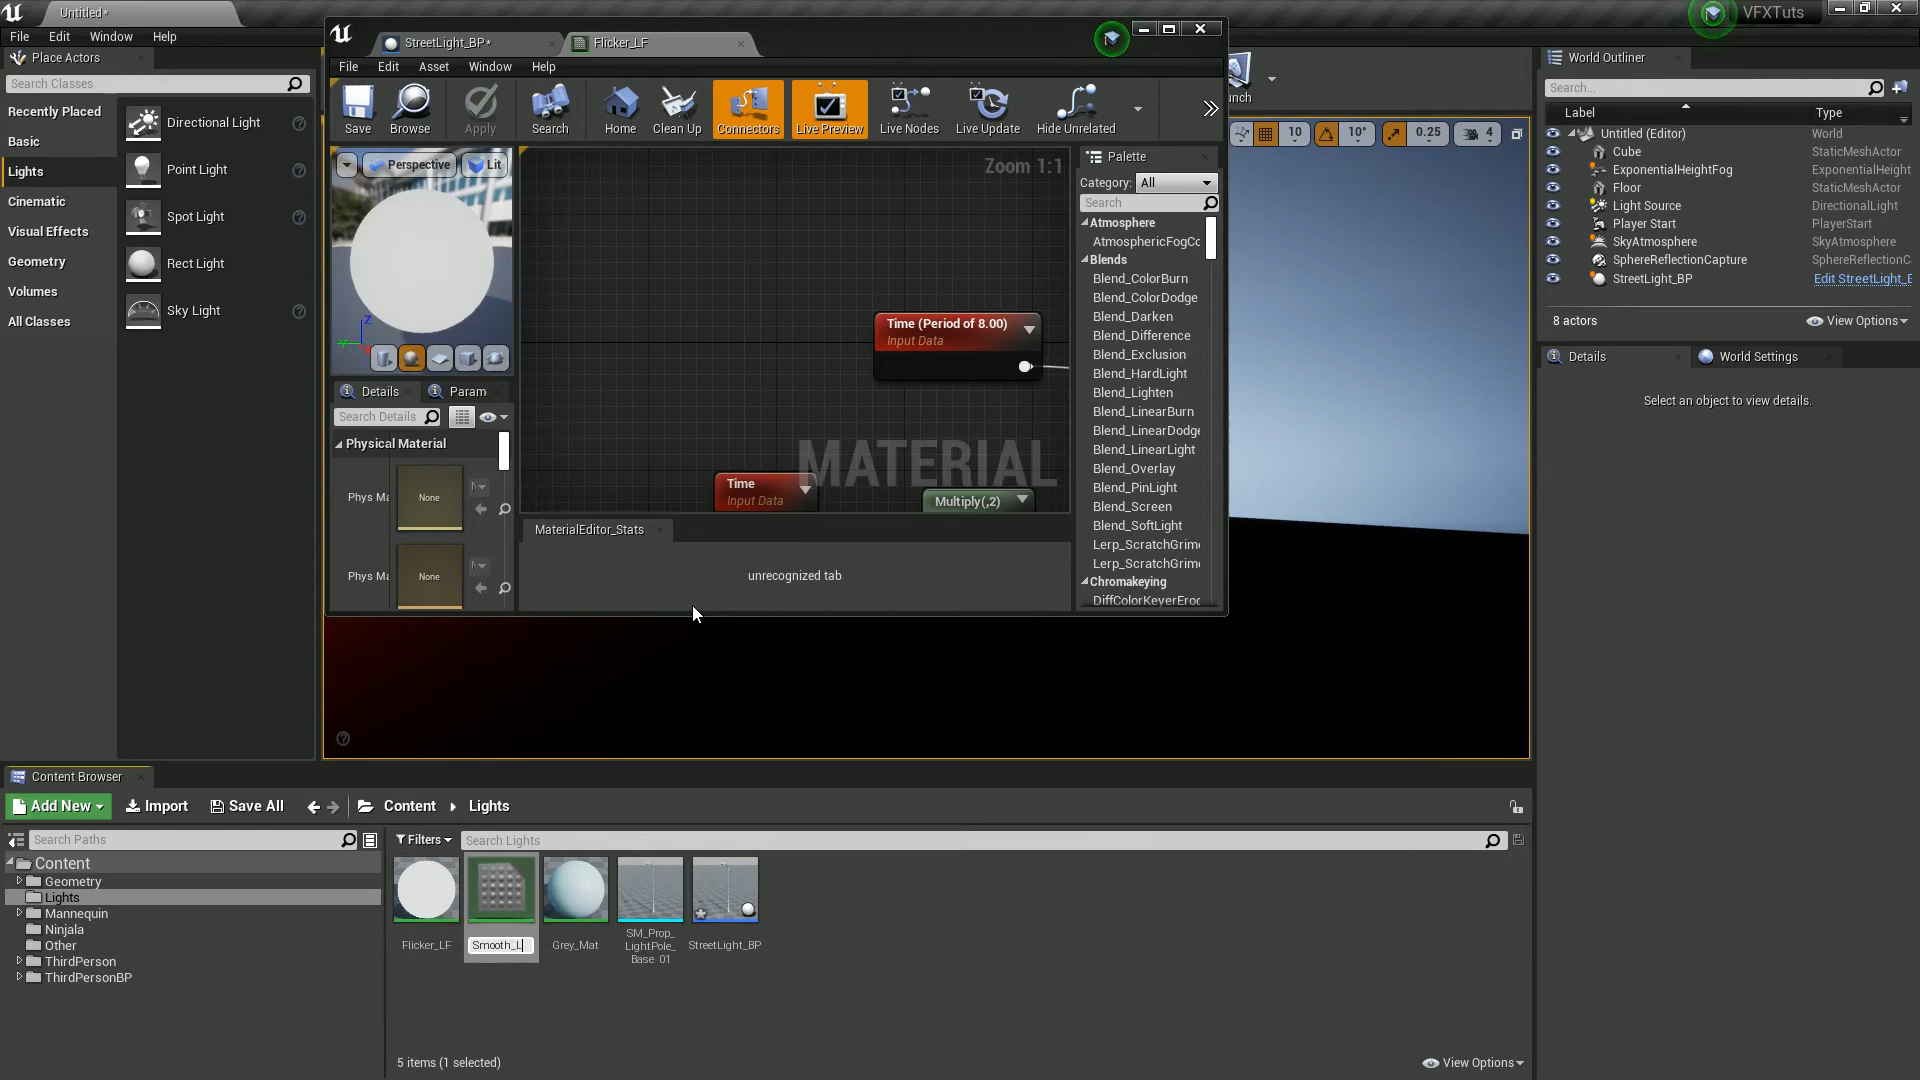 Untitled*
VFXTuts
File Edit Window Help
Place Actors
Search Classes
Recently Placed
Basic
Lights
Cinematic
Visual Effects
Geometry
Volumes
All Classes
Directional Light
Point Light
Spot Light
Rect Light
Sky Light
StreetLight_BP*
Flicker_LF
File Edit Asset Window Help
Save
Browse
Apply
Search
Home
Clean Up
Connectors
Live Preview
Live Nodes
Live Update
Hide Unrelated
Perspective
Lit
Z
Zoom 1:1
Time (Period of 8.00)
Input Data
MATERIAL
Time
Input Data
Multiply(,2)
Details
Param
Search Details
Physical Material
Phys Ma
None
Phys Ma
None
MaterialEditor_Stats
unrecognized tab
Palette
Category: All
Search
Atmosphere
AtmosphericFogCo
Blends
Blend_ColorBurn
Blend_ColorDodge
Blend_Darken
Blend_Difference
Blend_Exclusion
Blend_HardLight
Blend_Lighten
Blend_LinearBurn
Blend_LinearDodge
Blend_LinearLight
Blend_Overlay
Blend_PinLight
Blend_Screen
Blend_SoftLight
Lerp_ScratchGrime
Lerp_ScratchGrime
Chromakeying
DiffColorKeyerEroc
unch
10
10°
0.25
4
World Outliner
Search...
Label Type
Untitled (Editor) World
Cube StaticMeshActor
ExponentialHeightFog ExponentialHeight
Floor StaticMeshActor
Light Source DirectionalLight
Player Start PlayerStart
SkyAtmosphere SkyAtmosphere
SphereReflectionCapture SphereReflectionC
StreetLight_BP Edit StreetLight_B
8 actors
View Options
Details
World Settings
Select an object to view details.
Content Browser
Add New
Import
Save All
Content
Lights
Search Paths
Content
Geometry
Lights
Mannequin
Ninjala
Other
ThirdPerson
ThirdPersonBP
Filters
Search Lights
Flicker_LF
Smooth_L
Grey_Mat
SM_Prop_
LightPole_
Base_01
StreetLight_BP
5 items (1 selected)
View Options